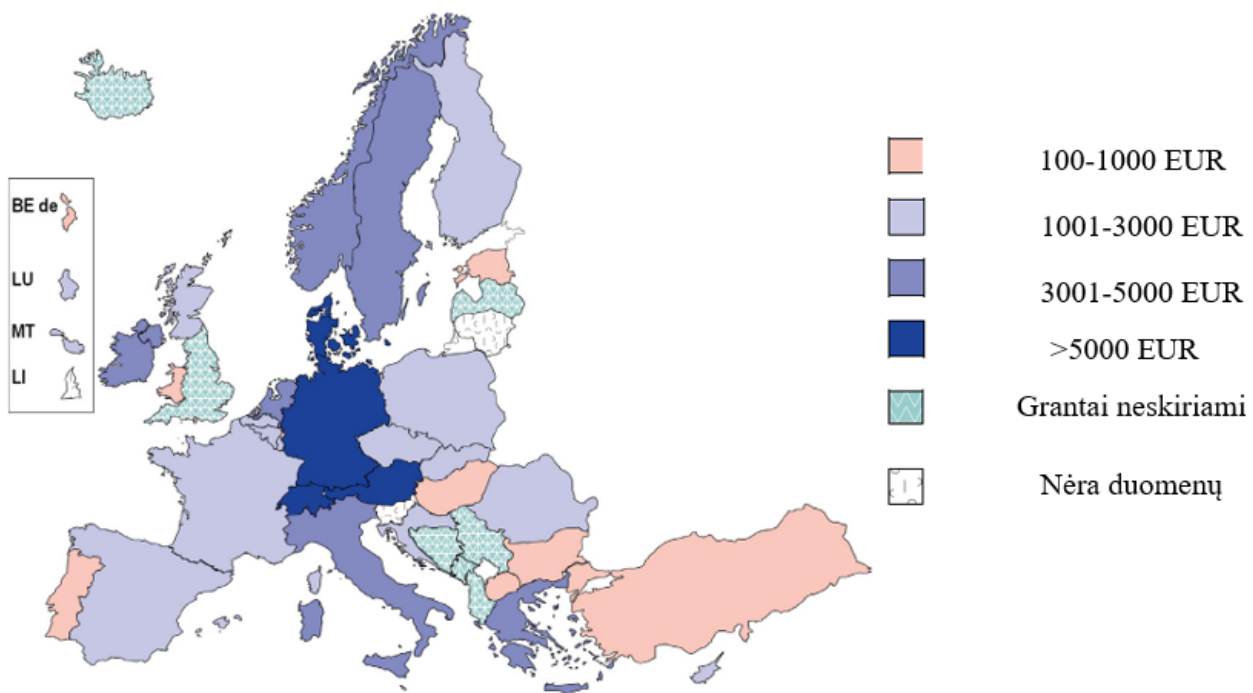 BE de
LU
MT
LI
100-1000 EUR
1001-3000 EUR
3001-5000 EUR
>5000 EUR
Grantai neskiriami
Nėra duomenų